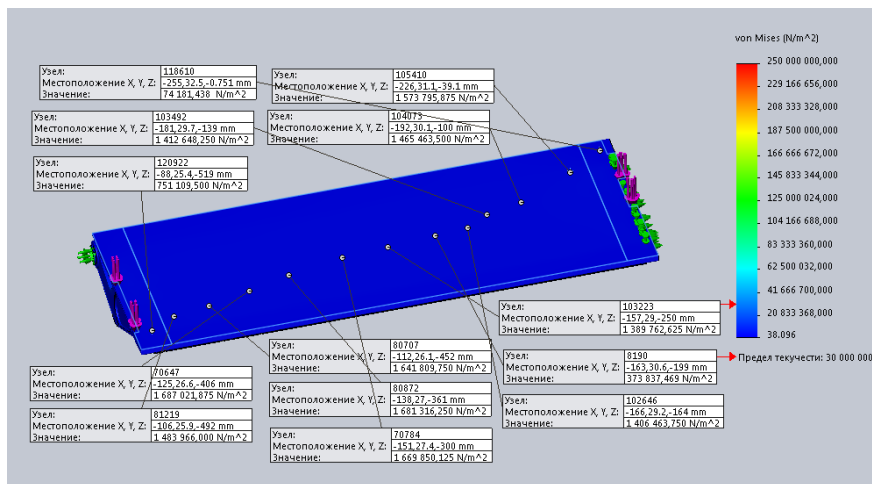 von Mises (N/m^2)
250 000 000,000
229 166 656,000
208 333 328,000
187 500 000,000
166 666 672,000
145 833 344,000
125 000 024,000
104 166 688,000
83 333 360,000
62 500 032,000
41 666 700,000
20 833 368,000
38.096
Предел текучести: 30 000 000
Узел: 118610
Местоположение X, Y, Z: -255,32.5,-0.751 mm
Значение: 74 181,438 N/m^2
Узел: 105410
Местоположение X, Y, Z: -226,31.1,-39.1 mm
Значение: 1 573 795,875 N/m^2
Узел: 103492
Местоположение X, Y, Z: -181,29.7,-139 mm
Значение: 1 412 648,250 N/m^2
Узел: 104073
Местоположение X, Y, Z: -192,30.1,-100 mm
Значение: 1 465 463,500 N/m^2
Узел: 120922
Местоположение X, Y, Z: -88,25.4,-519 mm
Значение: 751 109,500 N/m^2
Узел: 103223
Местоположение X, Y, Z: -157,29,-250 mm
Значение: 1 389 762,625 N/m^2
Узел: 80707
Местоположение X, Y, Z: -112,26.1,-452 mm
Значение: 1 641 809,750 N/m^2
Узел: 8190
Местоположение X, Y, Z: -163,30.6,-199 mm
Значение: 373 837,469 N/m^2
Узел: 70647
Местоположение X, Y, Z: -125,26.6,-406 mm
Значение: 1 687 021,875 N/m^2
Узел: 80872
Местоположение X, Y, Z: -138,27,-361 mm
Значение: 1 681 316,250 N/m^2
Узел: 102646
Местоположение X, Y, Z: -166,29.2,-164 mm
Значение: 1 406 463,750 N/m^2
Узел: 81219
Местоположение X, Y, Z: -106,25.9,-492 mm
Значение: 1 483 966,000 N/m^2
Узел: 70784
Местоположение X, Y, Z: -151,27.4,-300 mm
Значение: 1 669 850,125 N/m^2